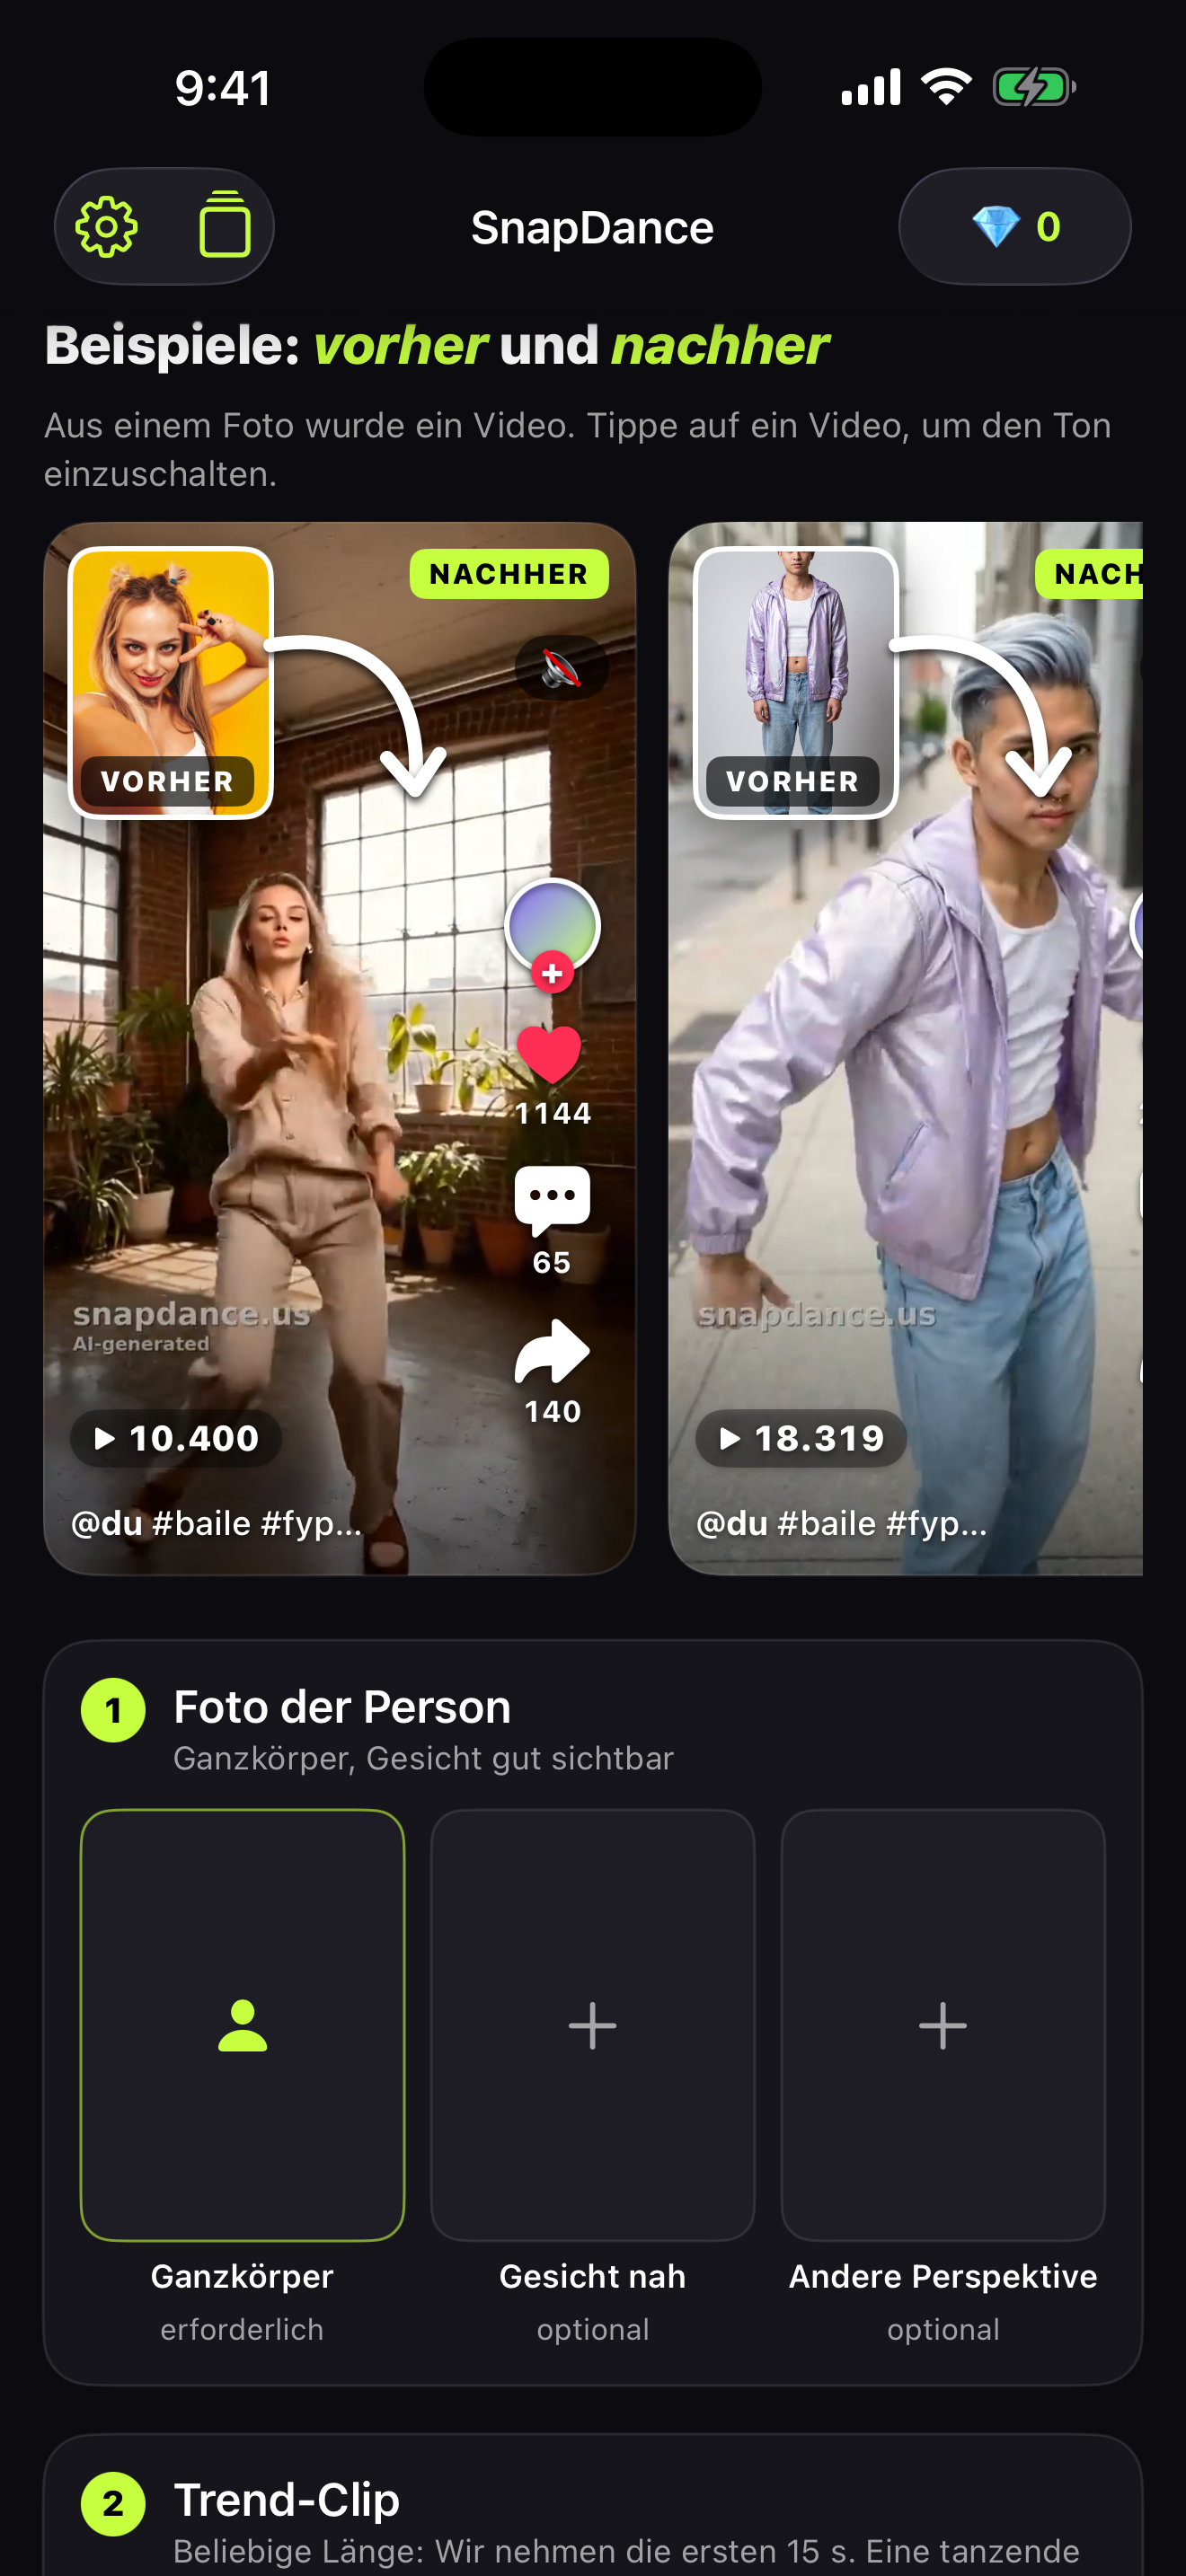 9:41
SnapDance
0
Beispiele: vorher und nachher
Aus einem Foto wurde ein Video. Tippe auf ein Video, um den Ton
einzuschalten.
NACHHER
VORHER
1144
65
snapdance.us
AI-generated
140
10.400
@du #baile #fyp...
NACH
VORHER
snapdance.us
18.319
@du #baile #fyp...
1
Foto der Person
Ganzkörper, Gesicht gut sichtbar
Ganzkörper
erforderlich
Gesicht nah
optional
Andere Perspektive
optional
2
Trend-Clip
Beliebige Länge: Wir nehmen die ersten 15 s. Eine tanzende